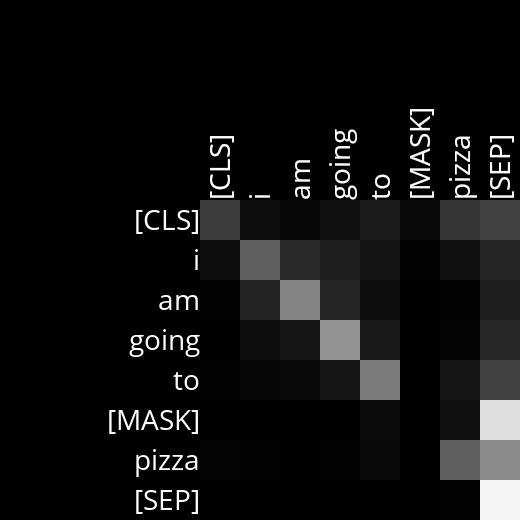 [CLS] i am going to [MASK] pizza [SEP]
[CLS]
i
am
going
to
[MASK]
pizza
[SEP]